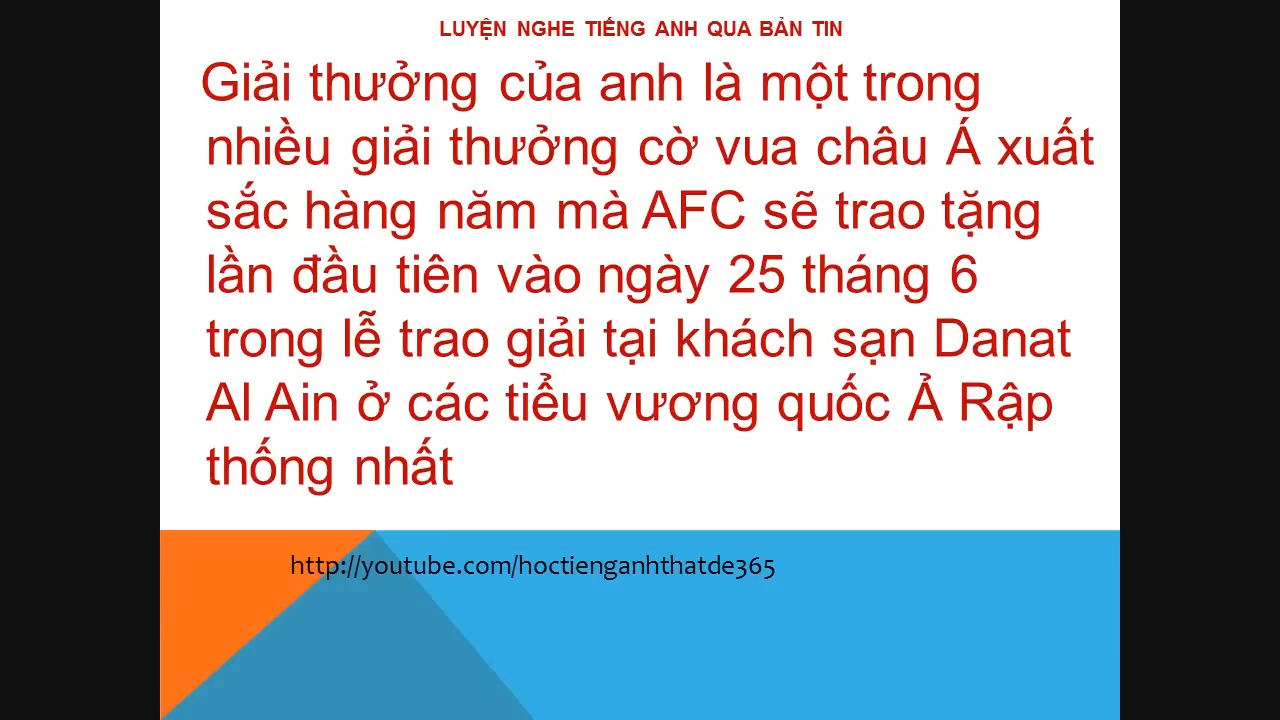 LUYỆN NGHE TIẾNG ANH QUA BẢN TIN
Giải thưởng của anh là một trong
nhiều giải thưởng cờ vua châu Á xuất
sắc hàng năm mà AFC sẽ trao tặng
lần đầu tiên vào ngày 25 tháng 6
trong lễ trao giải tại khách sạn Danat
Al Ain ở các tiểu vương quốc Ả Rập
thống nhất
http://youtube.com/hoctienganhthatde365